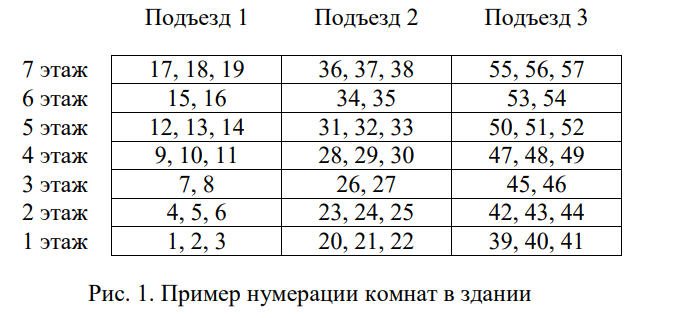 Подъезд 1 Подъезд 2 Подъезд 3
7 этаж 17, 18, 19 36, 37, 38 55, 56, 57
6 этаж 15, 16 34, 35 53, 54
5 этаж 12, 13, 14 31, 32, 33 50, 51, 52
4 этаж 9, 10, 11 28, 29, 30 47, 48, 49
3 этаж 7, 8 26, 27 45, 46
2 этаж 4, 5, 6 23, 24, 25 42, 43, 44
1 этаж 1, 2, 3 20, 21, 22 39, 40, 41
Рис. 1. Пример нумерации комнат в здании